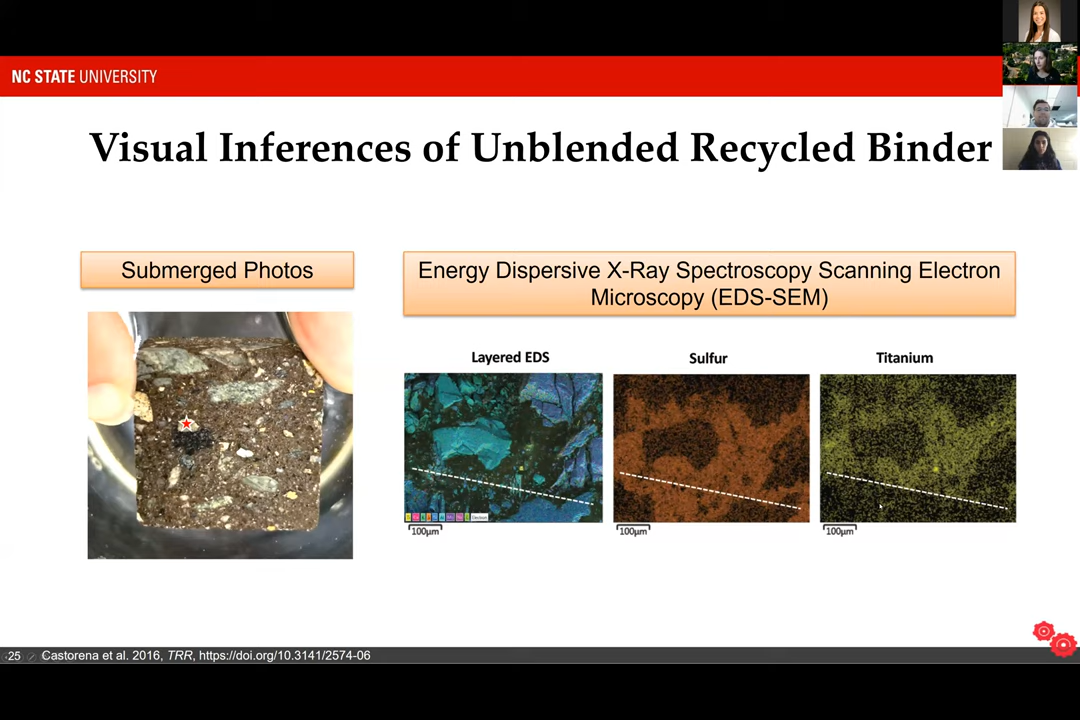 NC STATE UNIVERSITY
Visual Inferences of Unblended Recycled Binder
Submerged Photos
Energy Dispersive X-Ray Spectroscopy Scanning Electron
Microscopy (EDS-SEM)
Layered EDS
Sulfur
Titanium
100µm
100µm
100µm
25
Castorena et al. 2016, TRR, https://doi.org/10.3141/2574-06